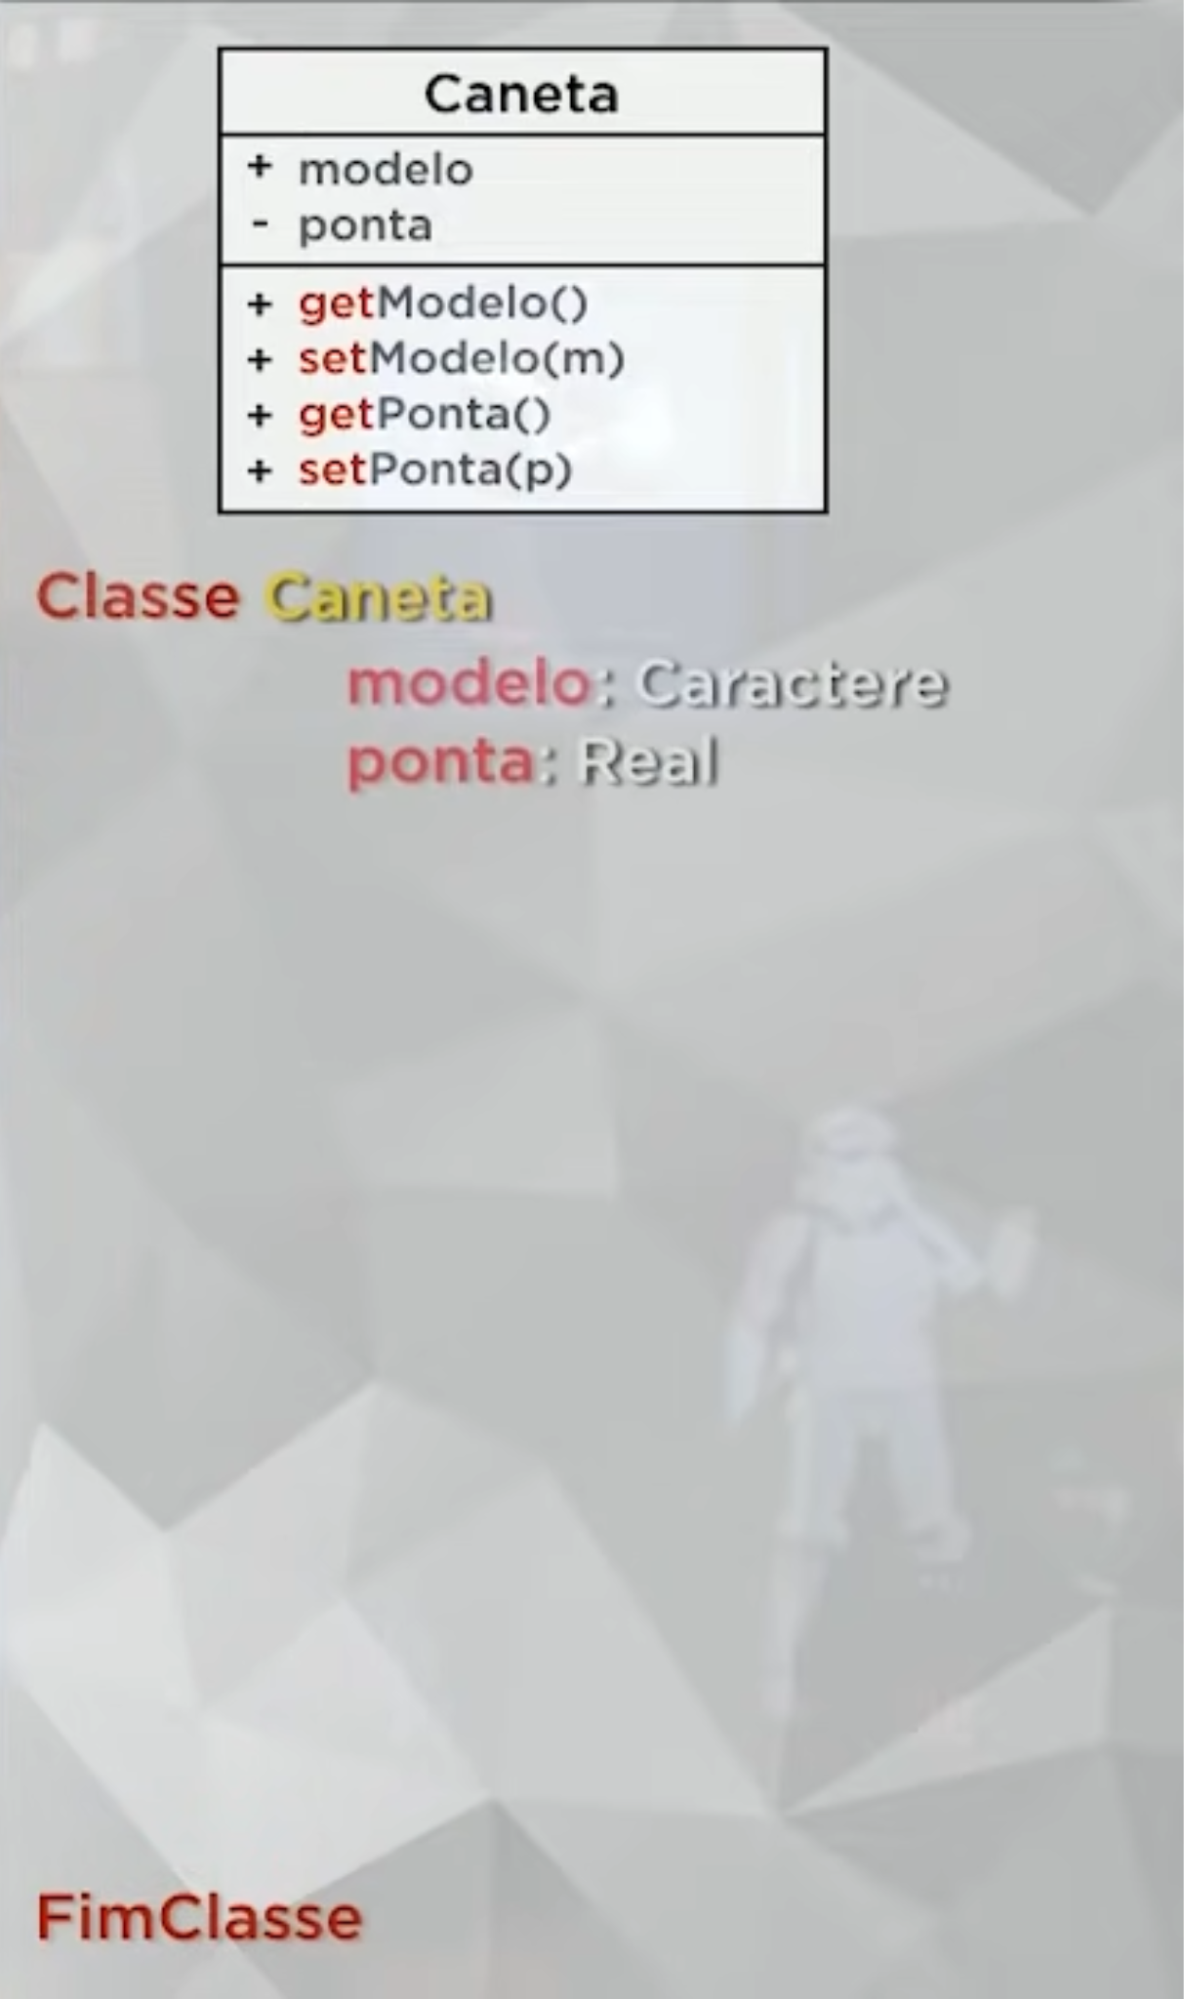 Caneta
+ modelo
- ponta
+ getModelo()
+ setModelo(m)
+ getPonta()
+ setPonta(p)
Classe Caneta
modelo: Caractere
ponta: Real
FimClasse